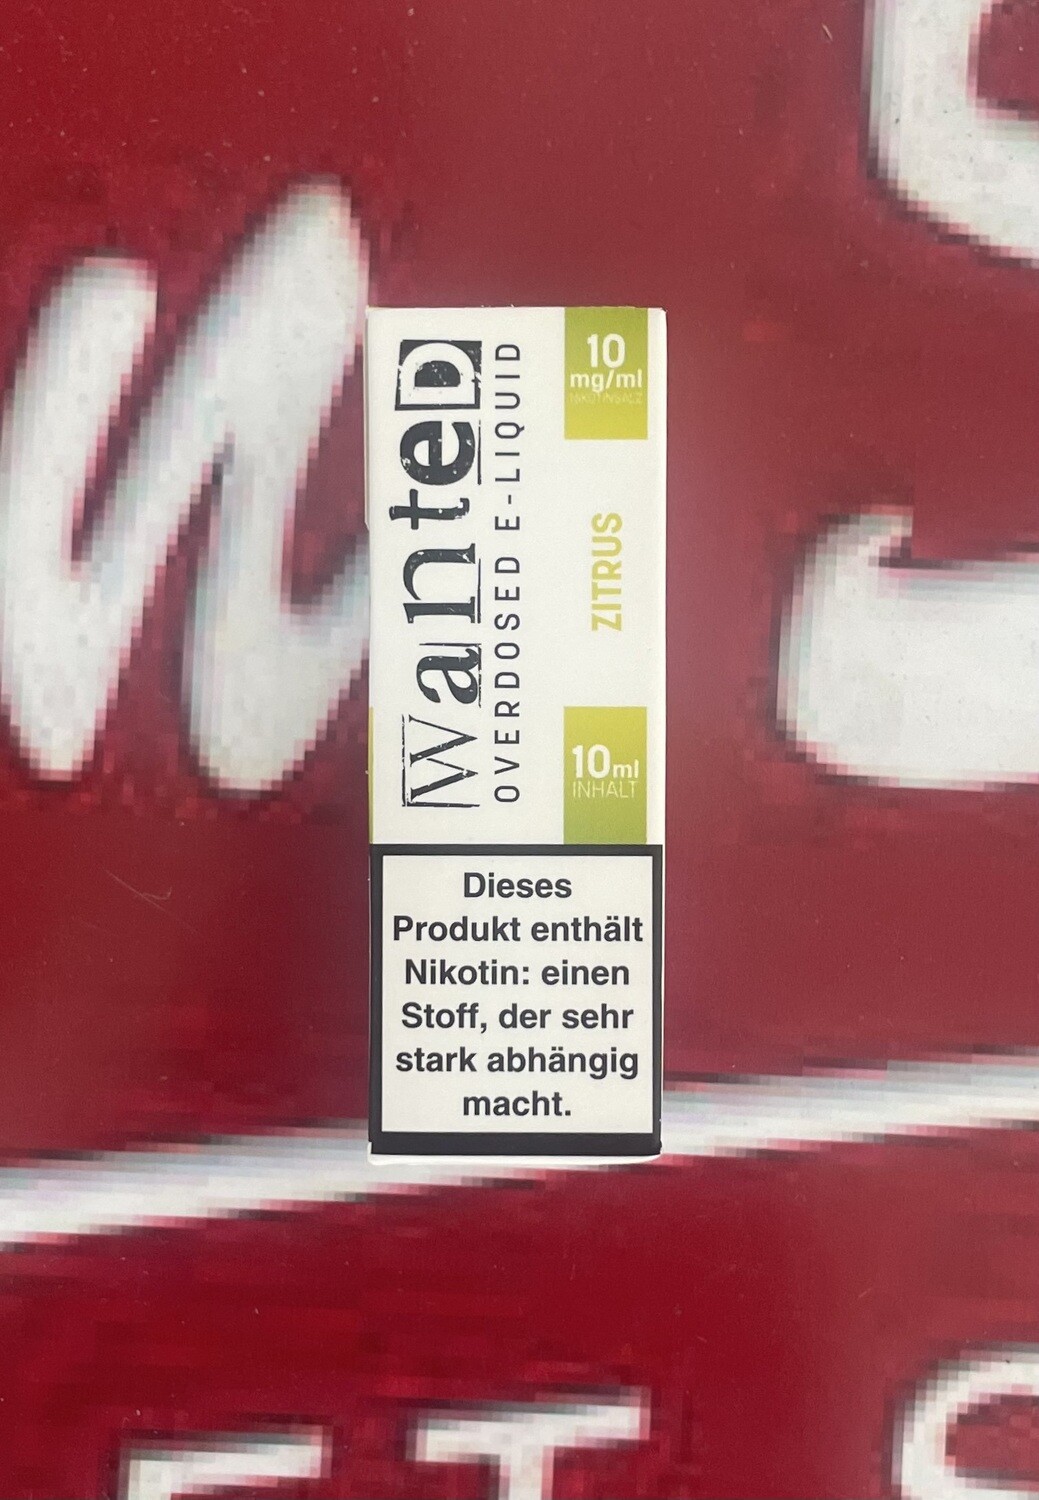 WanteD
OVERDOSED E-LIQUID
10
mg/ml
NIKOTINSALZ
ZITRUS
10ml
INHALT
Dieses
Produkt enthält
Nikotin: einen
Stoff, der sehr
stark abhängig
macht.